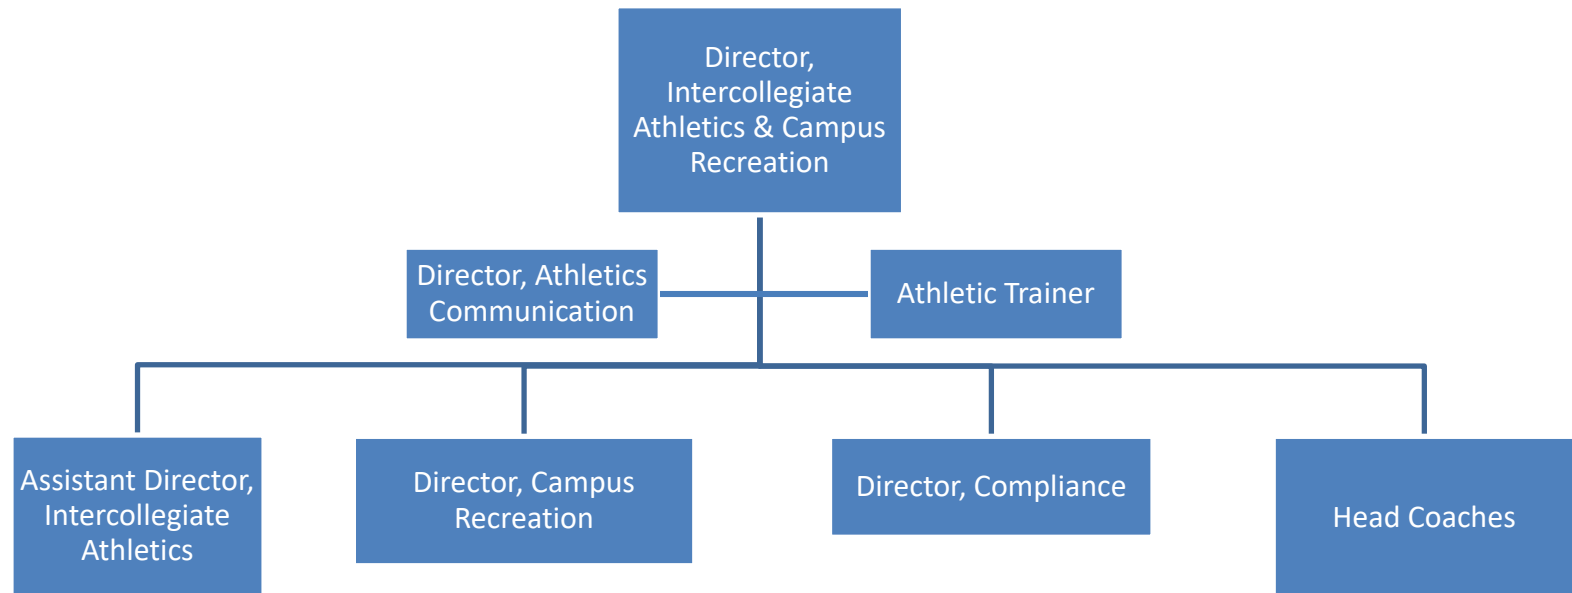 Director,
Intercollegiate
Athletics & Campus
Recreation
Director, Athletics
Communication
Athletic Trainer
Assistant Director,
Intercollegiate
Athletics
Director, Campus
Recreation
Director, Compliance
Head Coaches